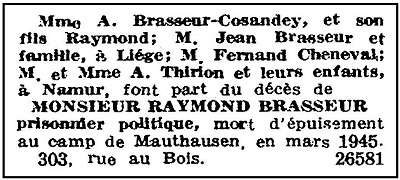 Mme A. Brasseur-Cosandey, et son
fils Raymond; M. Jean Brasseur et
famille, à Liége; M. Fernand Cheneval;
M. et Mme A. Thirion et leurs enfants,
à Namur, font part du décès de
MONSIEUR RAYMOND BRASSEUR
prisonnier politique, mort d'épuisement
au camp de Mauthausen, en mars 1945.
303, rue au Bois. 26581